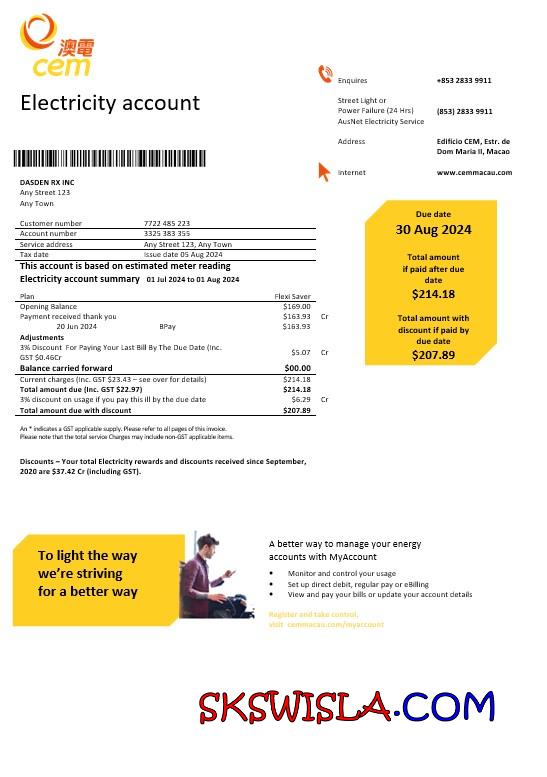 澳電
cem
Electricity account
Enquires +853 2833 9911
Street Light or
Power Failure (24 Hrs) (853) 2833 9911
AusNet Electricity Service
Address Edifício CEM, Estr. de
Dom Maria II, Macao
Internet www.cemmacau.com
DASDEN RX INC
Any Street 123
Any Town
Customer number 7722 485 223
Account number 3325 383 355
Service address Any Street 123, Any Town
Tax date Issue date 05 Aug 2024
This account is based on estimated meter reading
Electricity account summary 01 Jul 2024 to 01 Aug 2024
Plan Flexi Saver
Opening Balance $169.00
Payment received thank you $163.93 Cr
20 Jun 2024 BPay $163.93
Adjustments
3% Discount For Paying Your Last Bill By The Due Date (Inc.
GST $0.46Cr $5.07 Cr
Balance carried forward $00.00
Current charges (Inc. GST $23.43 – see over for details) $214.18
Total amount due (Inc. GST $22.97) $214.18
3% discount on usage if you pay this ill by the due date $6.29 Cr
Total amount due with discount $207.89
Due date
30 Aug 2024
Total amount
if paid after due
date
$214.18
Total amount with
discount if paid by
due date
$207.89
An * indicates a GST applicable supply. Please refer to all pages of this invoice.
Please note that the total service Charges may include non-GST applicable items.
Discounts – Your total Electricity rewards and discounts received since September,
2020 are $37.42 Cr (including GST).
To light the way
we're striving
for a better way
A better way to manage your energy
accounts with MyAccount
• Monitor and control your usage
• Set up direct debit, regular pay or eBilling
• View and pay your bills or update your account details
Register and take control,
visit cemmacau.com/myaccount
SKSWISLA.COM